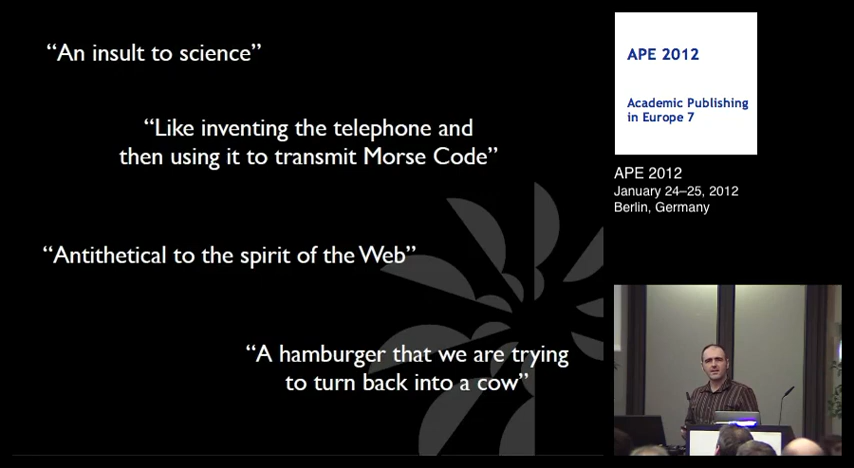 “An insult to science”
“Like inventing the telephone and
then using it to transmit Morse Code”
“Antithetical to the spirit of the Web”
“A hamburger that we are trying
to turn back into a cow”
APE 2012
Academic Publishing
in Europe 7
APE 2012
January 24–25, 2012
Berlin, Germany